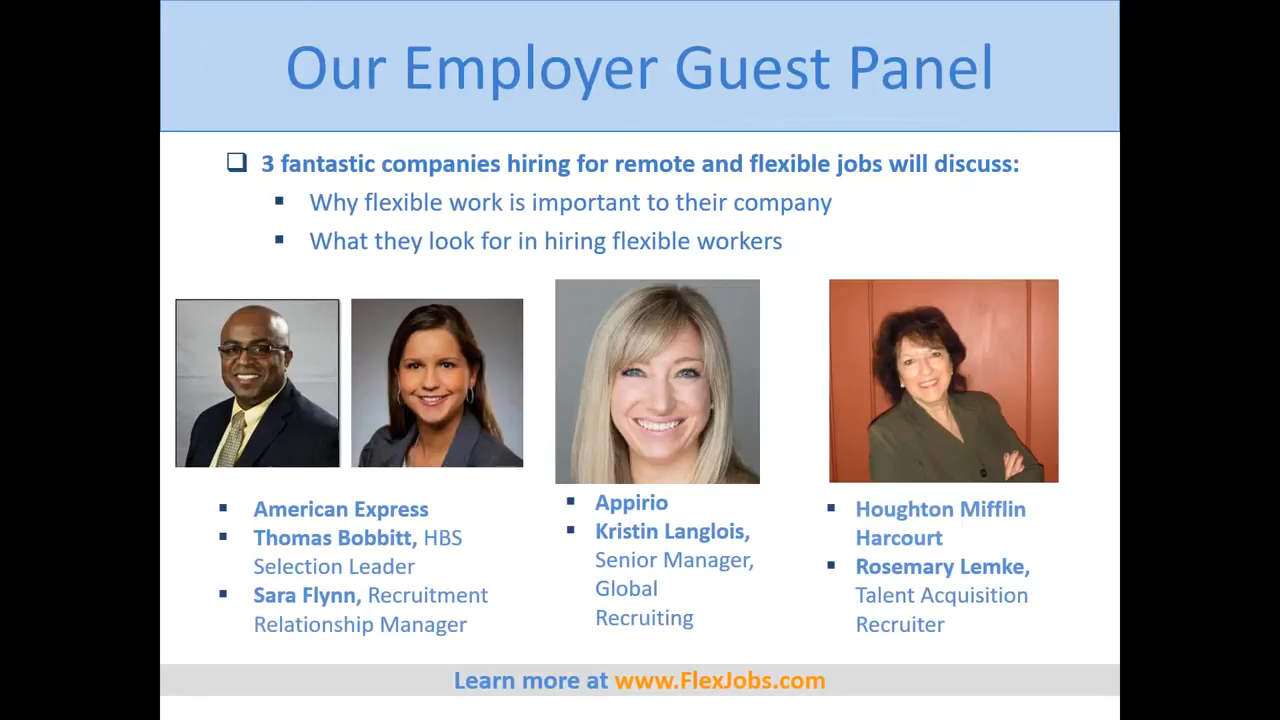 Our Employer Guest Panel
3 fantastic companies hiring for remote and flexible jobs will discuss:
Why flexible work is important to their company
What they look for in hiring flexible workers
American Express
Thomas Bobbitt, HBS
Selection Leader
Sara Flynn, Recruitment
Relationship Manager
Appirio
Kristin Langlois,
Senior Manager,
Global
Recruiting
Houghton Mifflin
Harcourt
Rosemary Lemke,
Talent Acquisition
Recruiter
Learn more at www.FlexJobs.com